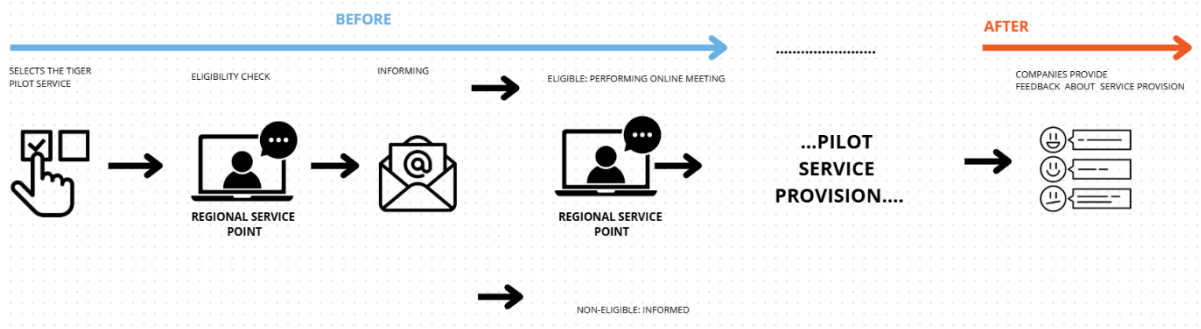 BEFORE
AFTER
........................
SELECTS THE TIGER
PILOT SERVICE
ELIGIBILITY CHECK
INFORMING
ELIGIBLE: PERFORMING ONLINE MEETING
COMPANIES PROVIDE
FEEDBACK ABOUT SERVICE PROVISION
@
...PILOT
SERVICE
PROVISION....
REGIONAL SERVICE
POINT
REGIONAL SERVICE
POINT
NON-ELIGIBLE: INFORMED